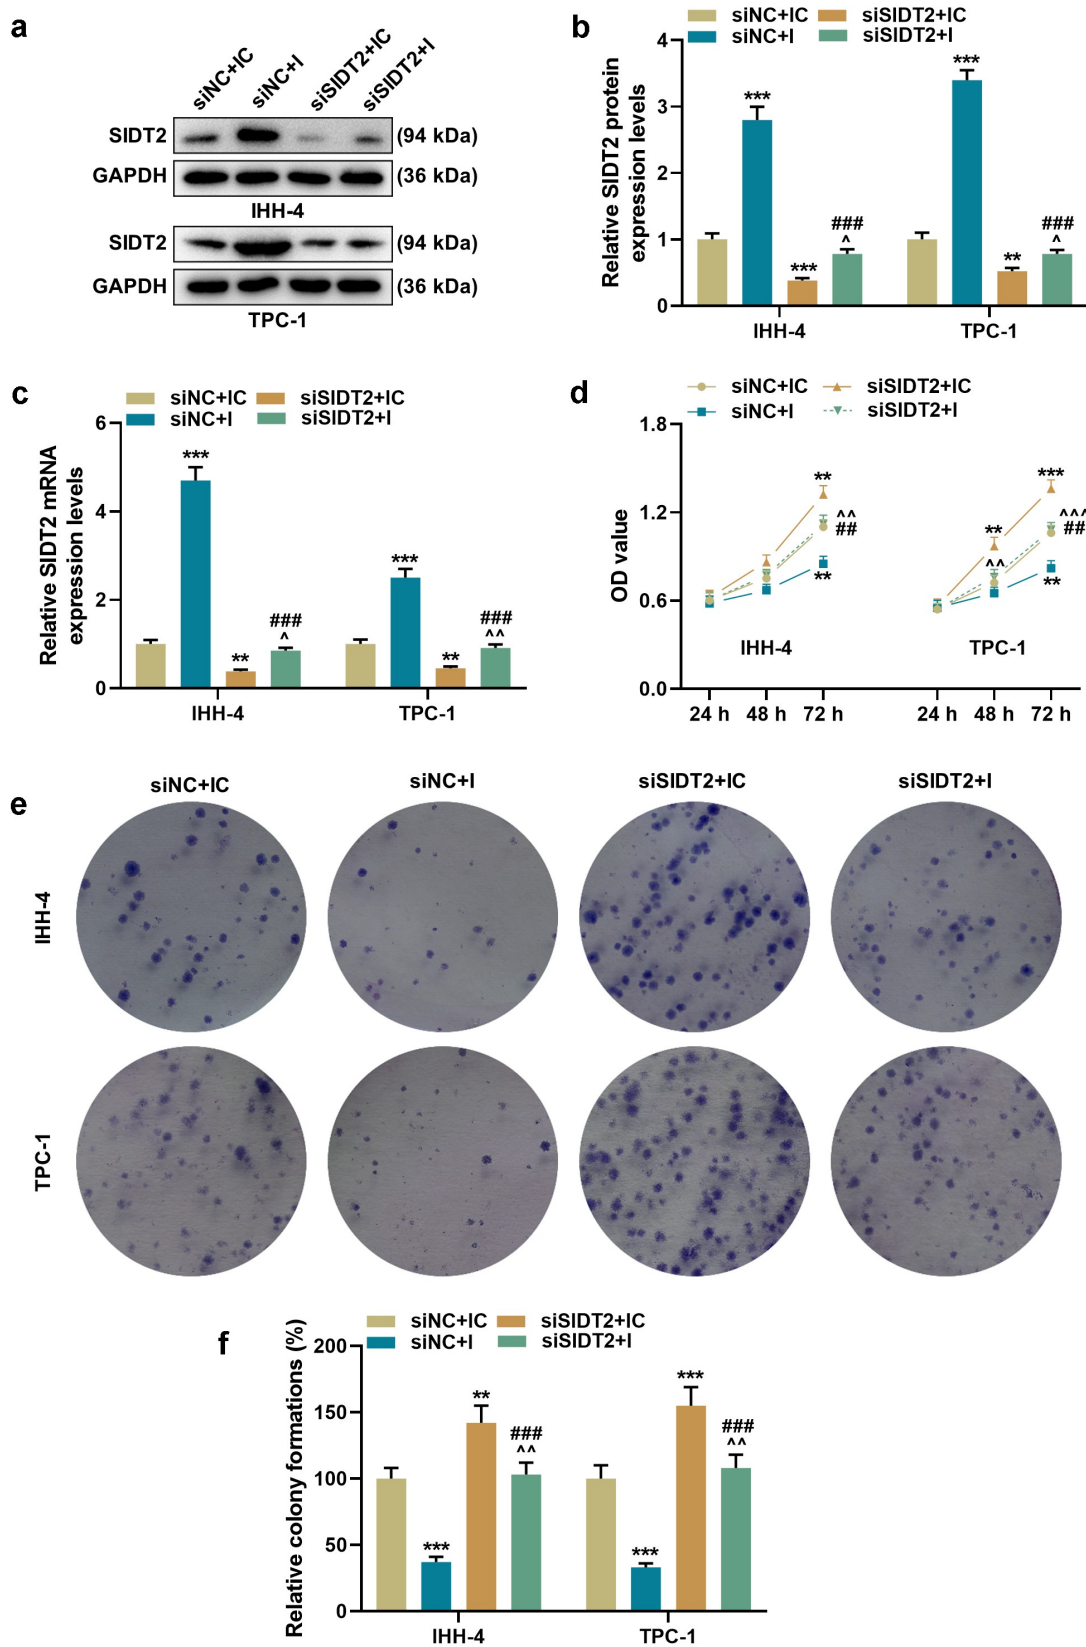 a
siNC+IC
siNC+I
siSIDT2+IC
siSIDT2+I
SIDT2
(94 kDa)
GAPDH
(36 kDa)
IHH-4
SIDT2
(94 kDa)
GAPDH
(36 kDa)
TPC-1
b
siNC+IC
siSIDT2+IC
siNC+I
siSIDT2+I
Relative SIDT2 protein
expression levels
4
3
2
1
0
***
***
###
^
***
**
###
^
IHH-4
TPC-1
c
siNC+IC
siSIDT2+IC
siNC+I
siSIDT2+I
Relative SIDT2 mRNA
expression levels
6
4
2
0
***
**
###
^
***
**
###
^^
IHH-4
TPC-1
d
siNC+IC
siSIDT2+IC
siNC+I
siSIDT2+I
OD value
1.8
1.2
0.6
0.0
**
^^
##
**
**
^^
***
^^^
##
**
IHH-4
TPC-1
24 h
48 h
72 h
24 h
48 h
72 h
e
siNC+IC
siNC+I
siSIDT2+IC
siSIDT2+I
IHH-4
TPC-1
f
siNC+IC
siSIDT2+IC
siNC+I
siSIDT2+I
Relative colony formations (%)
200
150
100
50
0
***
**
###
^^
***
***
###
^^
IHH-4
TPC-1